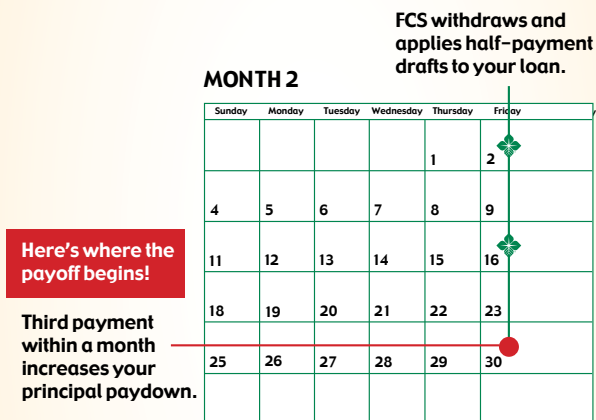 FCS withdraws and
applies half-payment
drafts to your loan.
MONTH 2
Sunday Monday Tuesday Wednesday Thursday Friday
1 2
4 5 6 7 8 9
11 12 13 14 15 16
18 19 20 21 22 23
25 26 27 28 29 30
Here's where the
payoff begins!
Third payment
within a month
increases your
principal paydown.